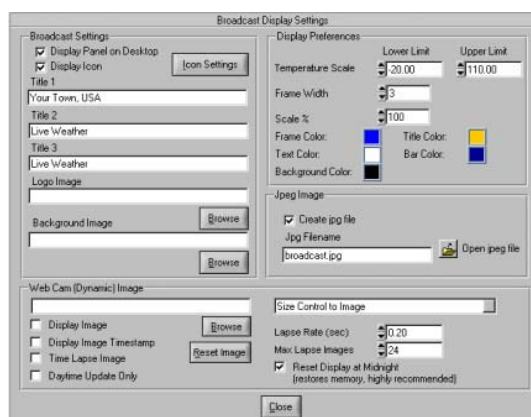 Broadcast Display Settings
Broadcast Settings
Display Panel on Desktop
Display Icon
Icon Settings
Title 1
Your Town, USA
Title 2
Live Weather
Title 3
Live Weather
Logo Image
Browse
Background Image
Browse
Display Preferences
Lower Limit Upper Limit
Temperature Scale -20.00 110.00
Frame Width 3
Scale % 100
Frame Color: Title Color:
Text Color: Bar Color:
Background Color:
Jpeg Image
Create jpg file
Jpg Filename
broadcast.jpg Open jpeg file
Web Cam (Dynamic) Image
Display Image
Browse
Display Image Timestamp
Time Lapse Image
Reset Image
Daytime Update Only
Size Control to Image
Lapse Rate (sec) 0.20
Max Lapse Images 24
Reset Display at Midnight
(restores memory, highly recommended)
Close